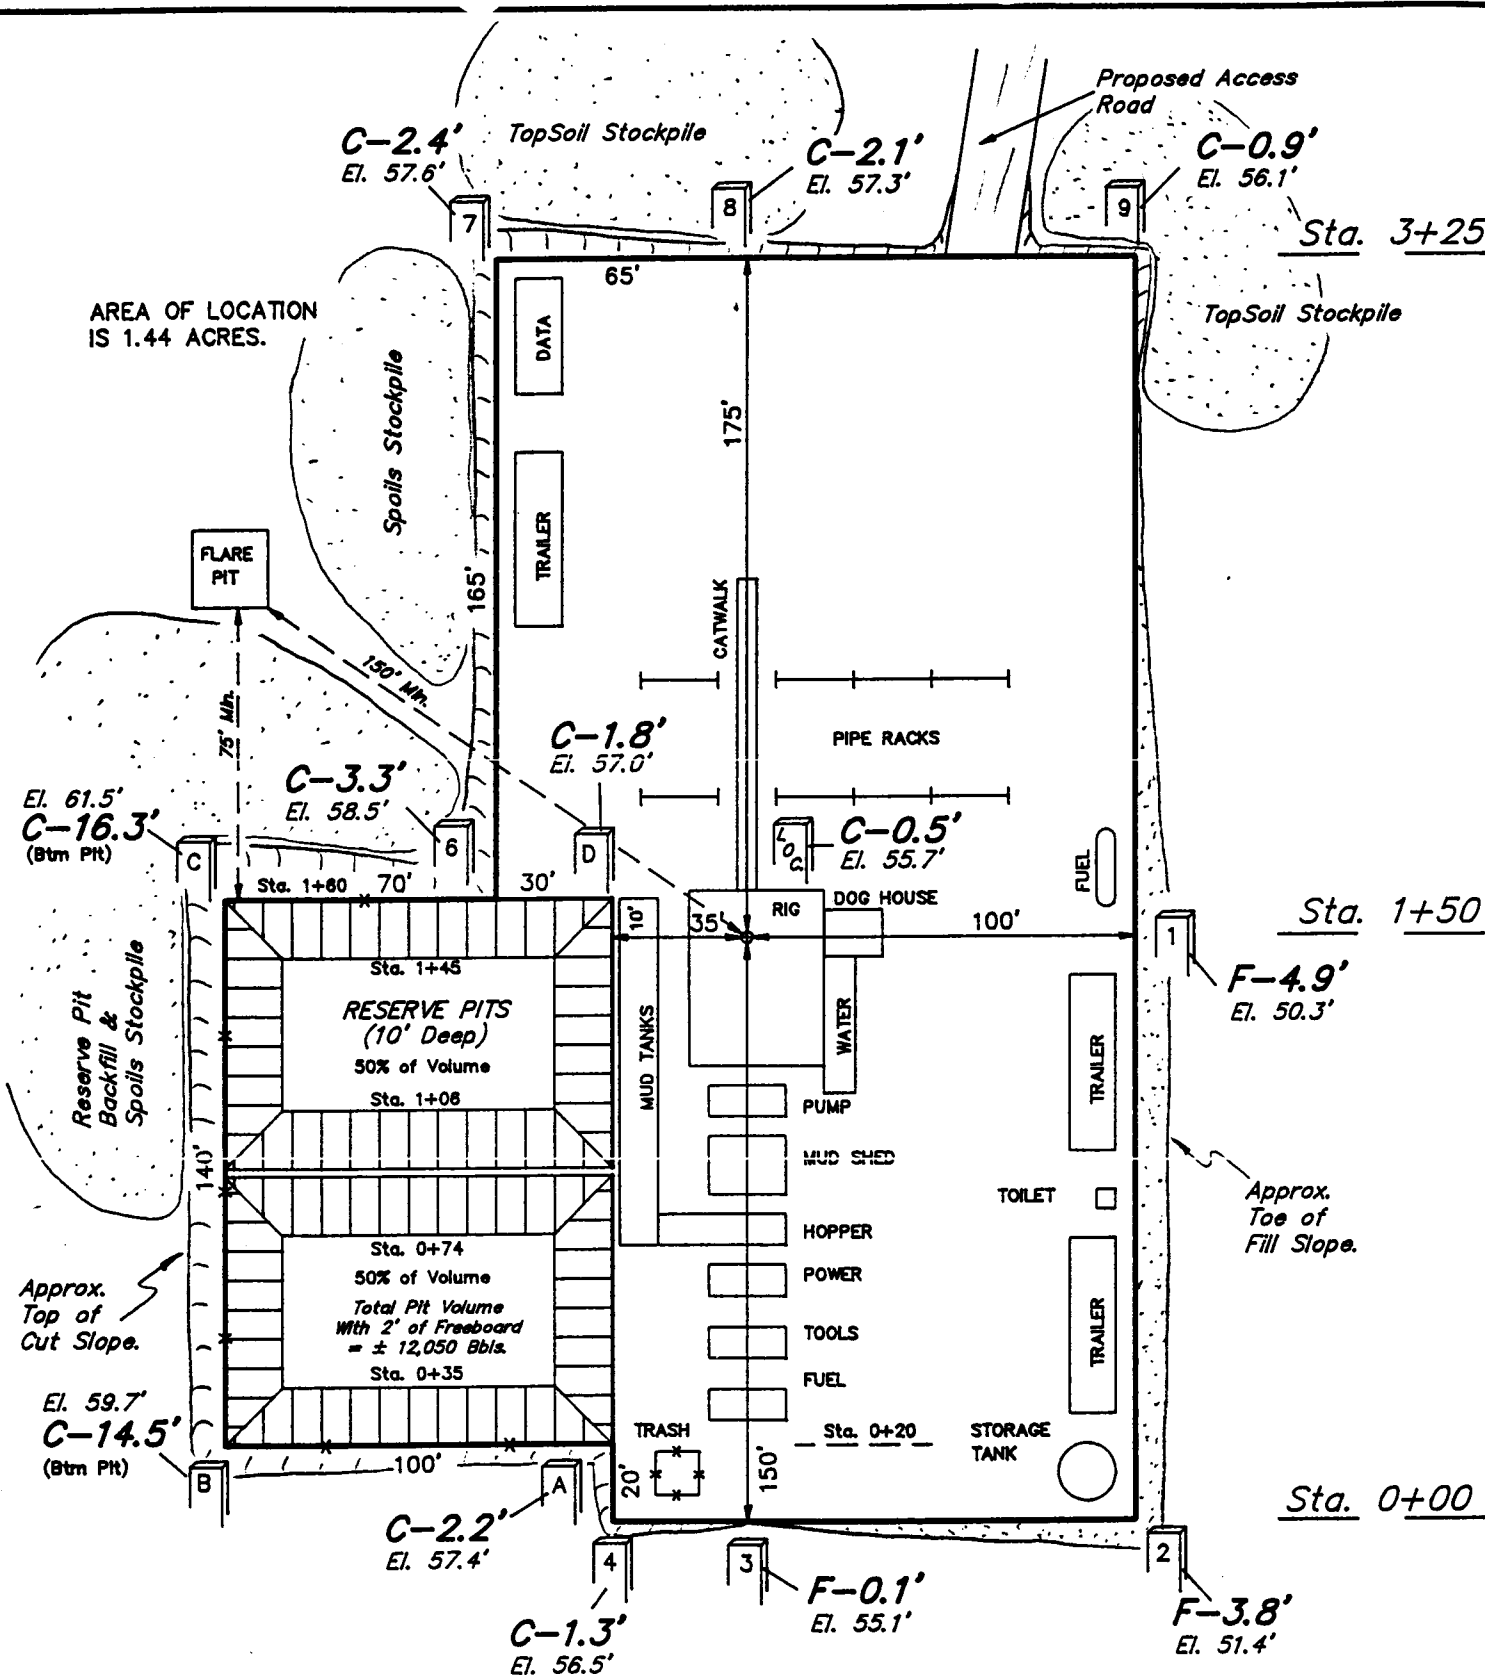 Proposed Access
Road
TopSoil Stockpile
C-2.4'
El. 57.6'
C-2.1'
El. 57.3'
C-0.9'
El. 56.1'
7
8
9
Sta. 3+25
65'
AREA OF LOCATION
IS 1.44 ACRES.
TopSoil Stockpile
DATA
Spoils Stockpile
175'
TRAILER
FLARE
PIT
165'
CATWALK
150' Min.
75' Min.
C-1.8'
El. 57.0'
PIPE RACKS
C-3.3'
El. 58.5'
El. 61.5'
C-16.3'
(Btm Pit)
C
6
D
LOG
C-0.5'
El. 55.7'
FUEL
Sta. 1+60
70'
30'
10'
35'
RIG
DOG HOUSE
100'
Sta. 1+50
1
F-4.9'
El. 50.3'
Sta. 1+45
RESERVE PITS
(10' Deep)
50% of Volume
Sta. 1+06
Reserve Pit
Backfill &
Spoils Stockpile
MUD TANKS
WATER
TRAILER
PUMP
MUD SHED
140'
TOILET
Approx.
Toe of
Fill Slope.
HOPPER
Sta. 0+74
50% of Volume
Total Pit Volume
With 2' of Freeboard
= ± 12,050 Bbls.
Sta. 0+35
POWER
TOOLS
TRAILER
FUEL
Approx.
Top of
Cut Slope.
El. 59.7'
C-14.5'
(Btm Pit)
TRASH
Sta. 0+20
STORAGE
TANK
100'
20'
150'
B
A
Sta. 0+00
C-2.2'
El. 57.4'
4
3
2
C-1.3'
El. 56.5'
F-0.1'
El. 55.1'
F-3.8'
El. 51.4'